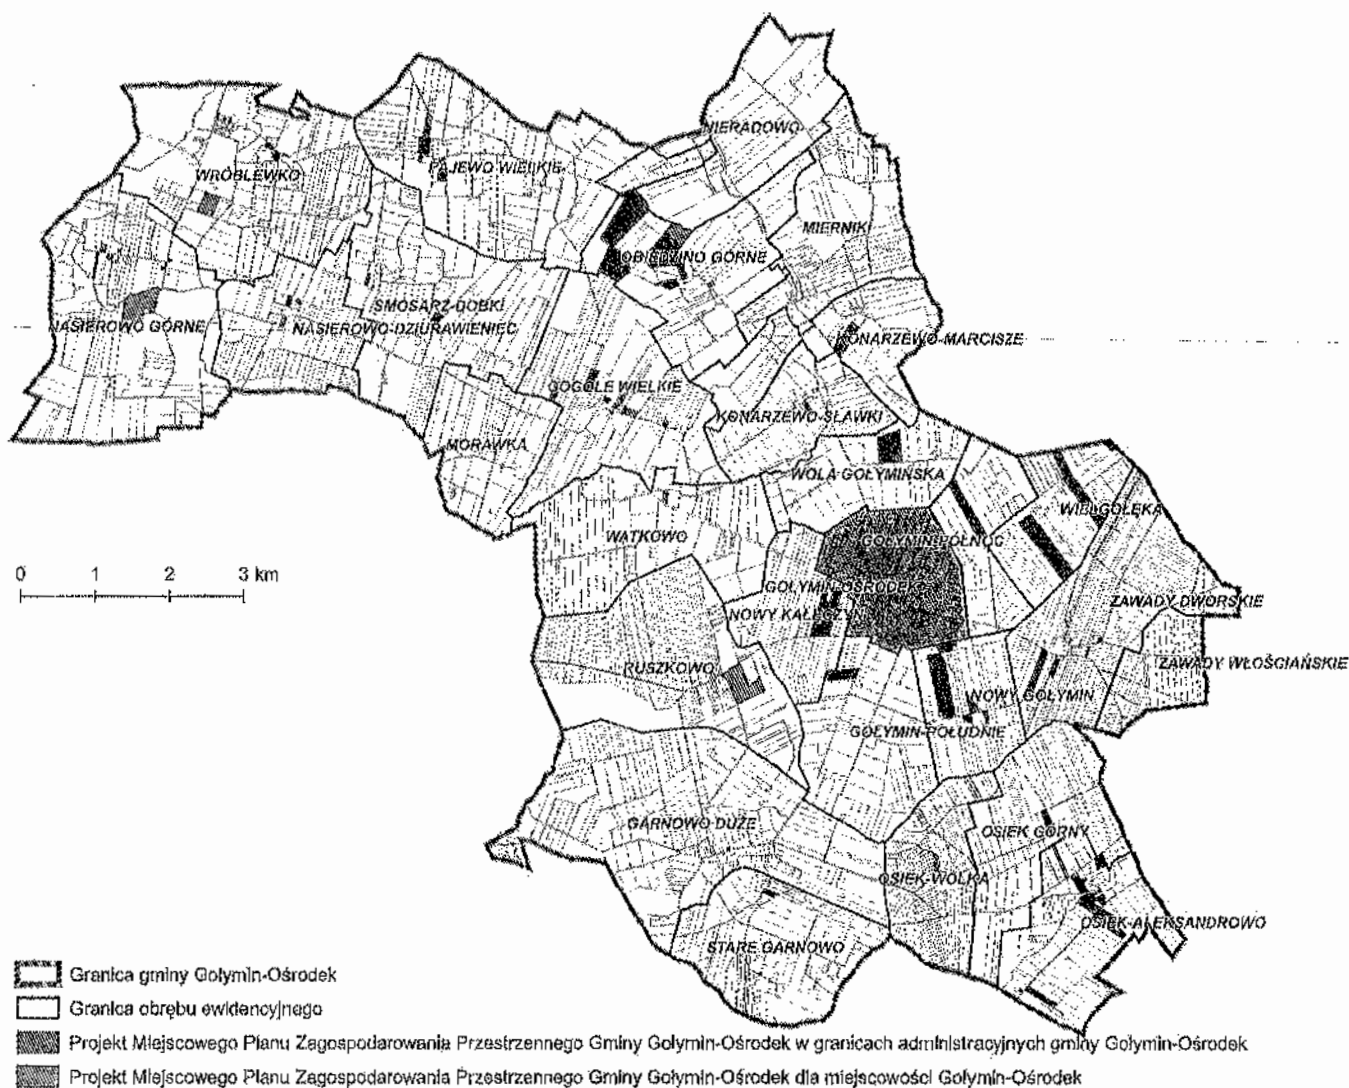 NIERADOWO
WRÓBLEWKO
PAJEWO WIELKIE
MIERNIKI
OBIEDZINO GÓRNE
SMOSARZ-DOBKI
NASIEROWO GÓRNE
NASIEROWO-DZIURAWIENIEC
KONARZEWO-MARCISZE
GOGOLE WIELKIE
KONARZEWO-SŁAWKI
MORAWKA
WOLA GOŁYMIŃSKA
WIELGOŁĘKA
WATKOWO
GOŁYMIN-PÓŁNOC
0 1 2 3 km
GOŁYMIN-OŚRODEK
ZAWADY DWORSKIE
NOWY KAŁĘCZYN
RUSZKOWO
ZAWADY WŁOŚCIAŃSKIE
NOWY GOŁYMIN
GOŁYMIN-POŁUDNIE
GARNOWO DUŻE
OSIEK GÓRNY
OSIEK-WÓLKA
OSIEK-ALEKSANDROWO
STARE GARNOWO
Granica gminy Gołymin-Ośrodek
Granica obrębu ewidencyjnego
Projekt Miejscowego Planu Zagospodarowania Przestrzennego Gminy Gołymin-Ośrodek w granicach administracyjnych gminy Gołymin-Ośrodek
Projekt Miejscowego Planu Zagospodarowania Przestrzennego Gminy Gołymin-Ośrodek dla miejscowości Gołymin-Ośrodek